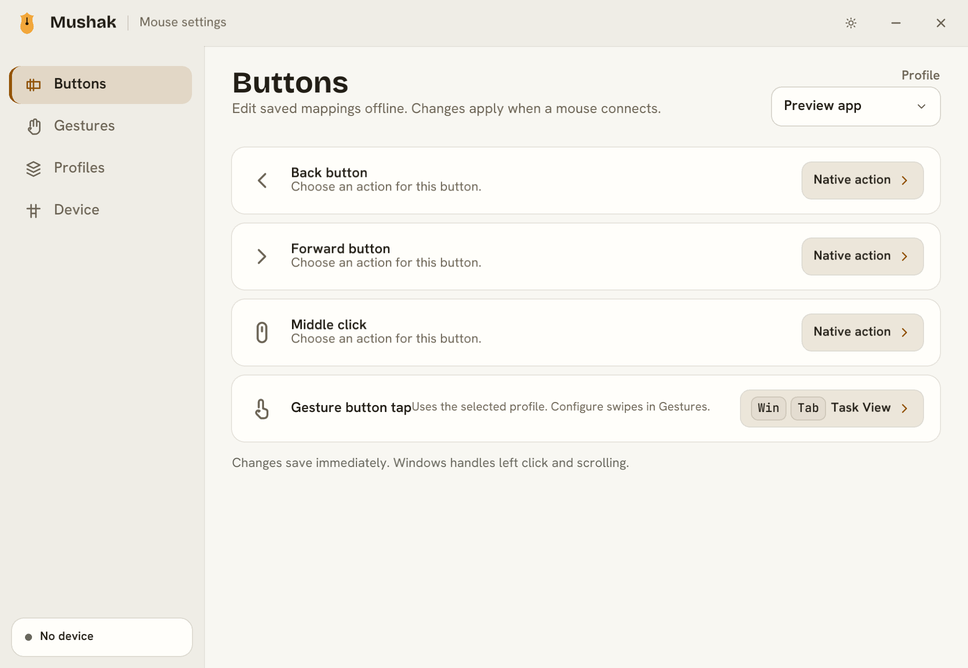 Mushak
Mouse settings
Buttons
Gestures
Profiles
Device
No device
Buttons
Edit saved mappings offline. Changes apply when a mouse connects.
Profile
Preview app
Back button
Choose an action for this button.
Native action
Forward button
Choose an action for this button.
Native action
Middle click
Choose an action for this button.
Native action
Gesture button tapUses the selected profile. Configure swipes in Gestures.
Win Tab Task View
Changes save immediately. Windows handles left click and scrolling.